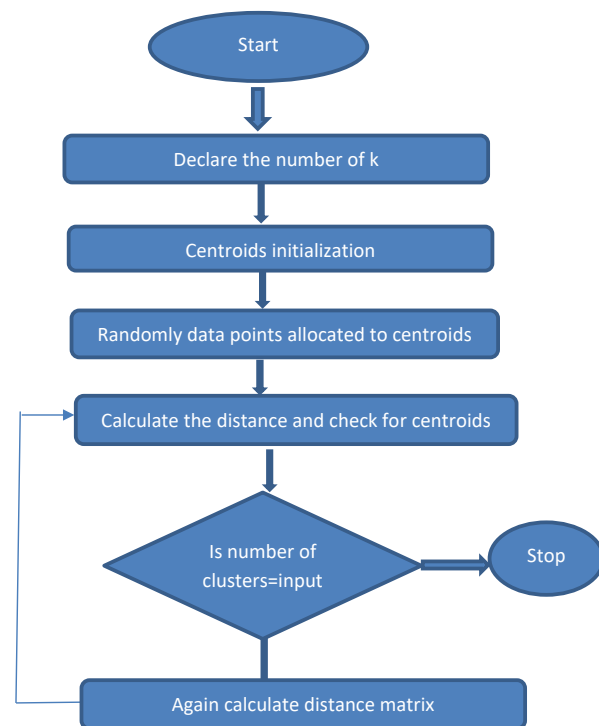 Start
Declare the number of k
Centroids initialization
Randomly data points allocated to centroids
Calculate the distance and check for centroids
Is number of
clusters=input
Stop
Again calculate distance matrix